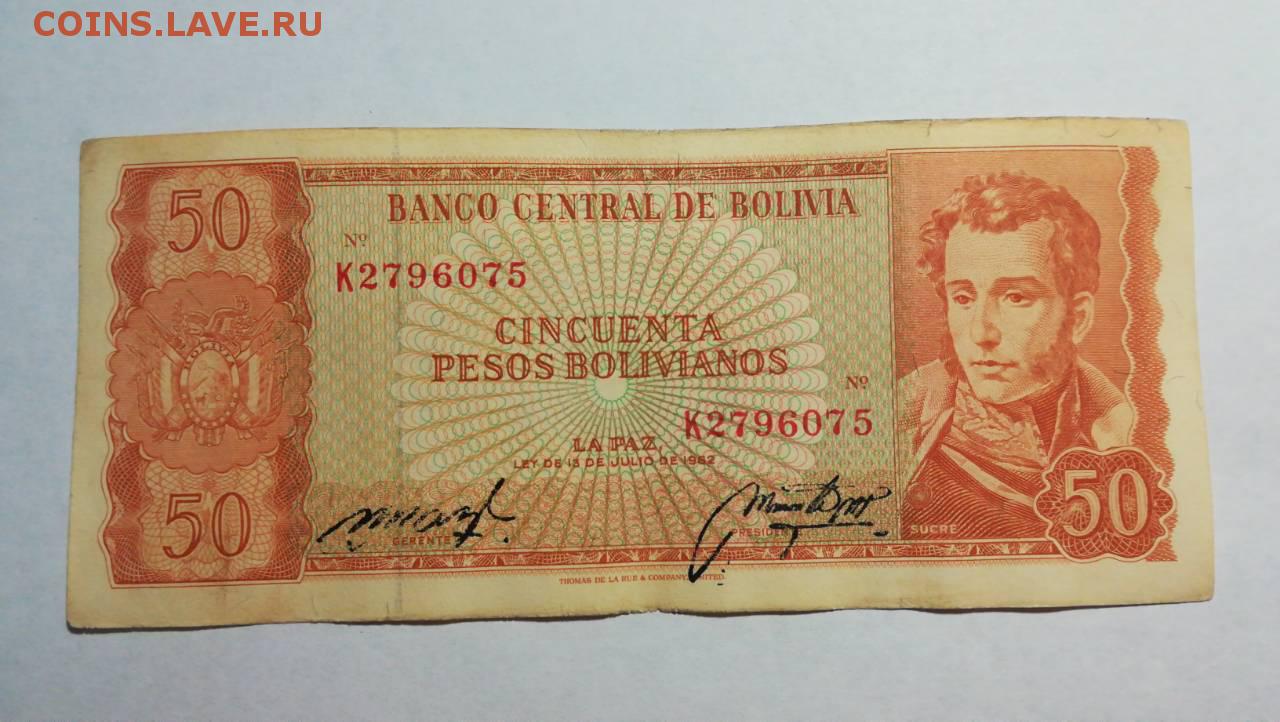 COINS.LAVE.RU
50
BANCO CENTRAL DE BOLIVIA
Nº
K2796075
CINCUENTA
PESOS BOLIVIANOS
Nº
K2796075
LA PAZ
LEY DE 13 DE JULIO DE 1962
50
GERENTE
SUCRE
50
THOMAS DE LA RUE & COMPANY, LIMITED.